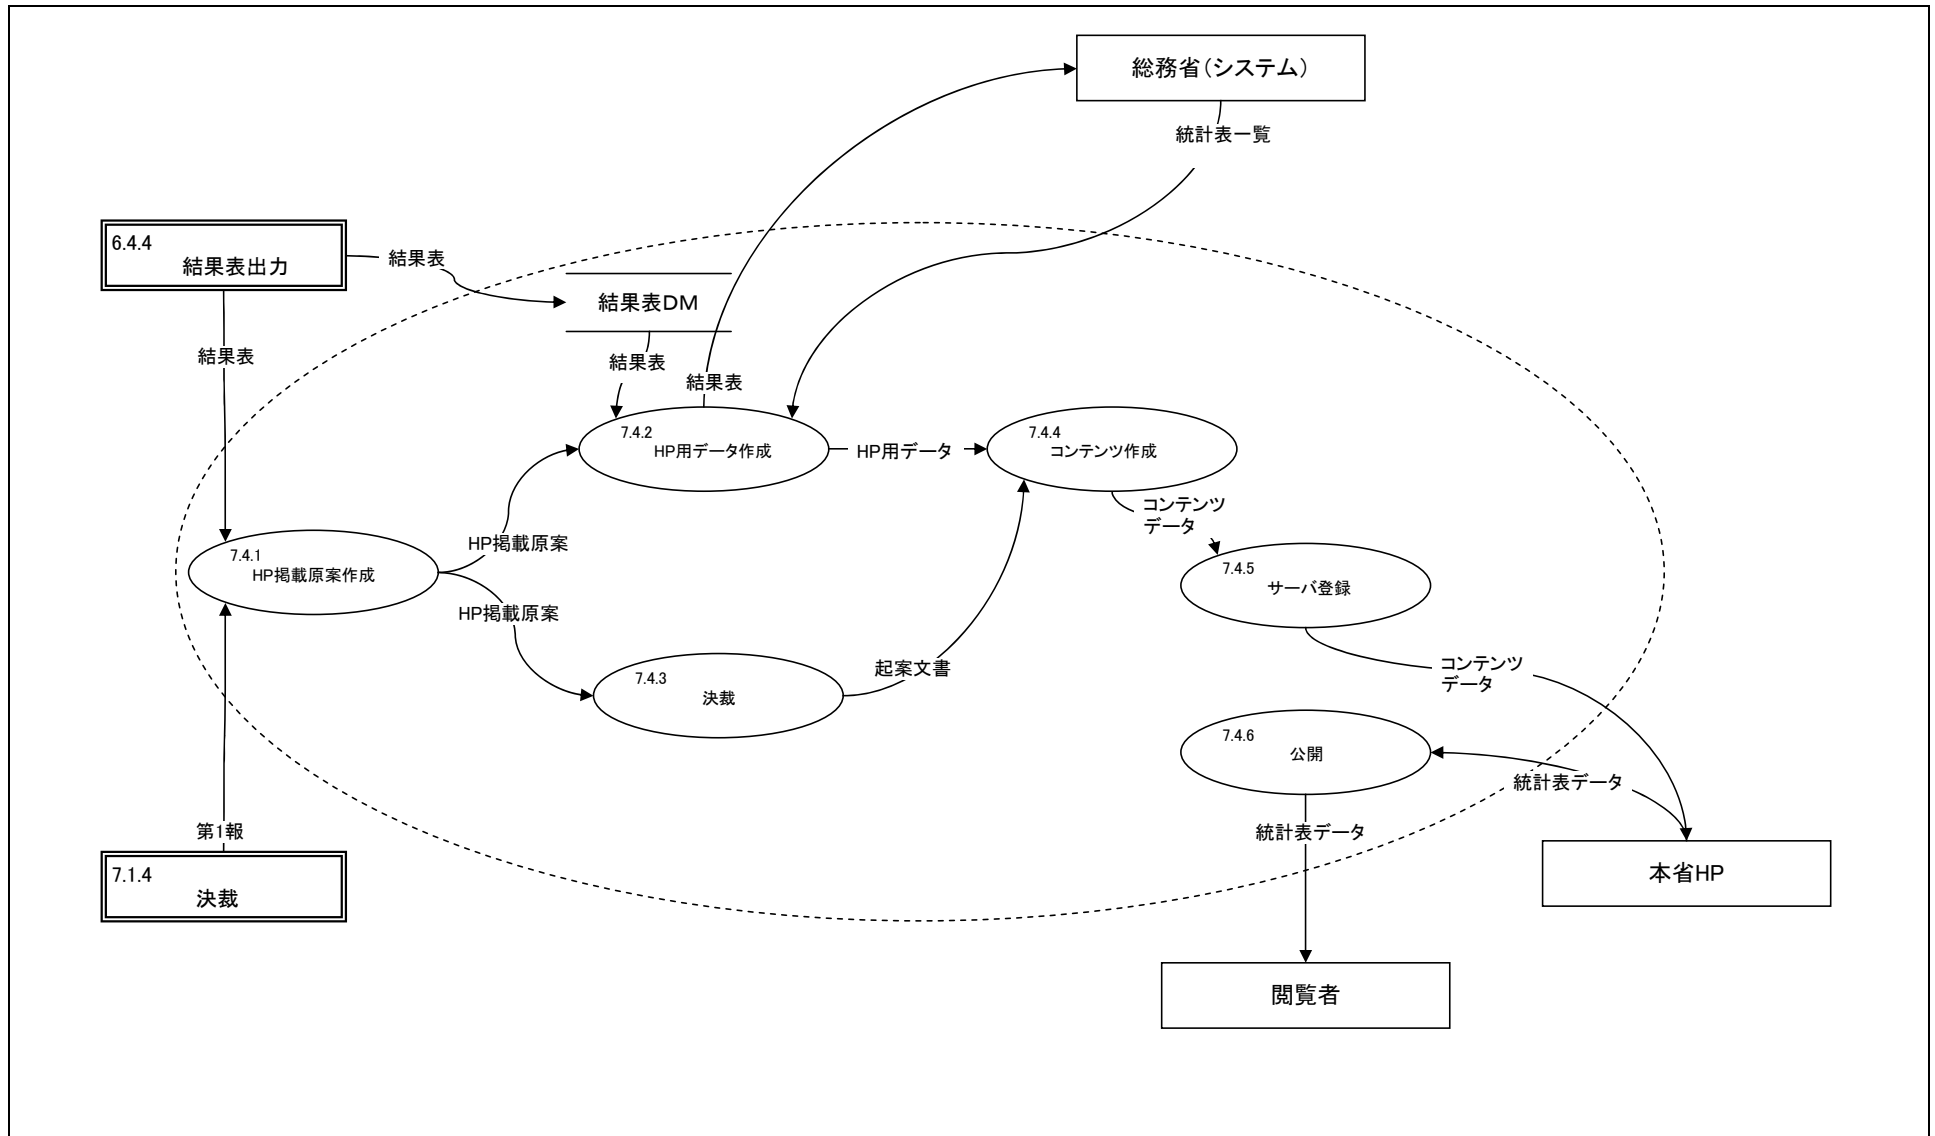 総務省（システム）
統計表一覧
6.4.4
結果表出力
結果表
結果表DM
結果表
結果表
結果表
7.4.2
HP用データ作成
HP用データ
7.4.4
コンテンツ作成
コンテンツ
データ
HP掲載原案
7.4.1
HP掲載原案作成
7.4.5
サーバ登録
HP掲載原案
起案文書
7.4.3
決裁
コンテンツ
データ
7.4.6
公開
統計表データ
第1報
統計表データ
7.1.4
決裁
本省HP
閲覧者